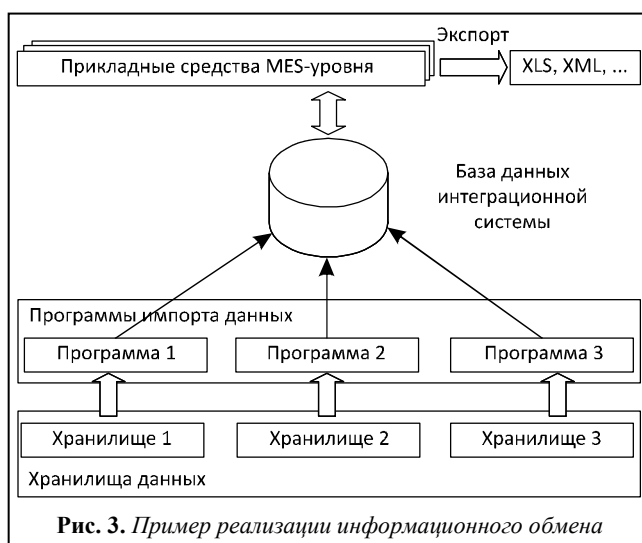 Экспорт
Прикладные средства MES-уровня
XLS, XML, ...
База данных
интеграционной
системы
Программы импорта данных
Программа 1
Программа 2
Программа 3
Хранилище 1
Хранилище 2
Хранилище 3
Хранилища данных
Рис. 3. Пример реализации информационного обмена